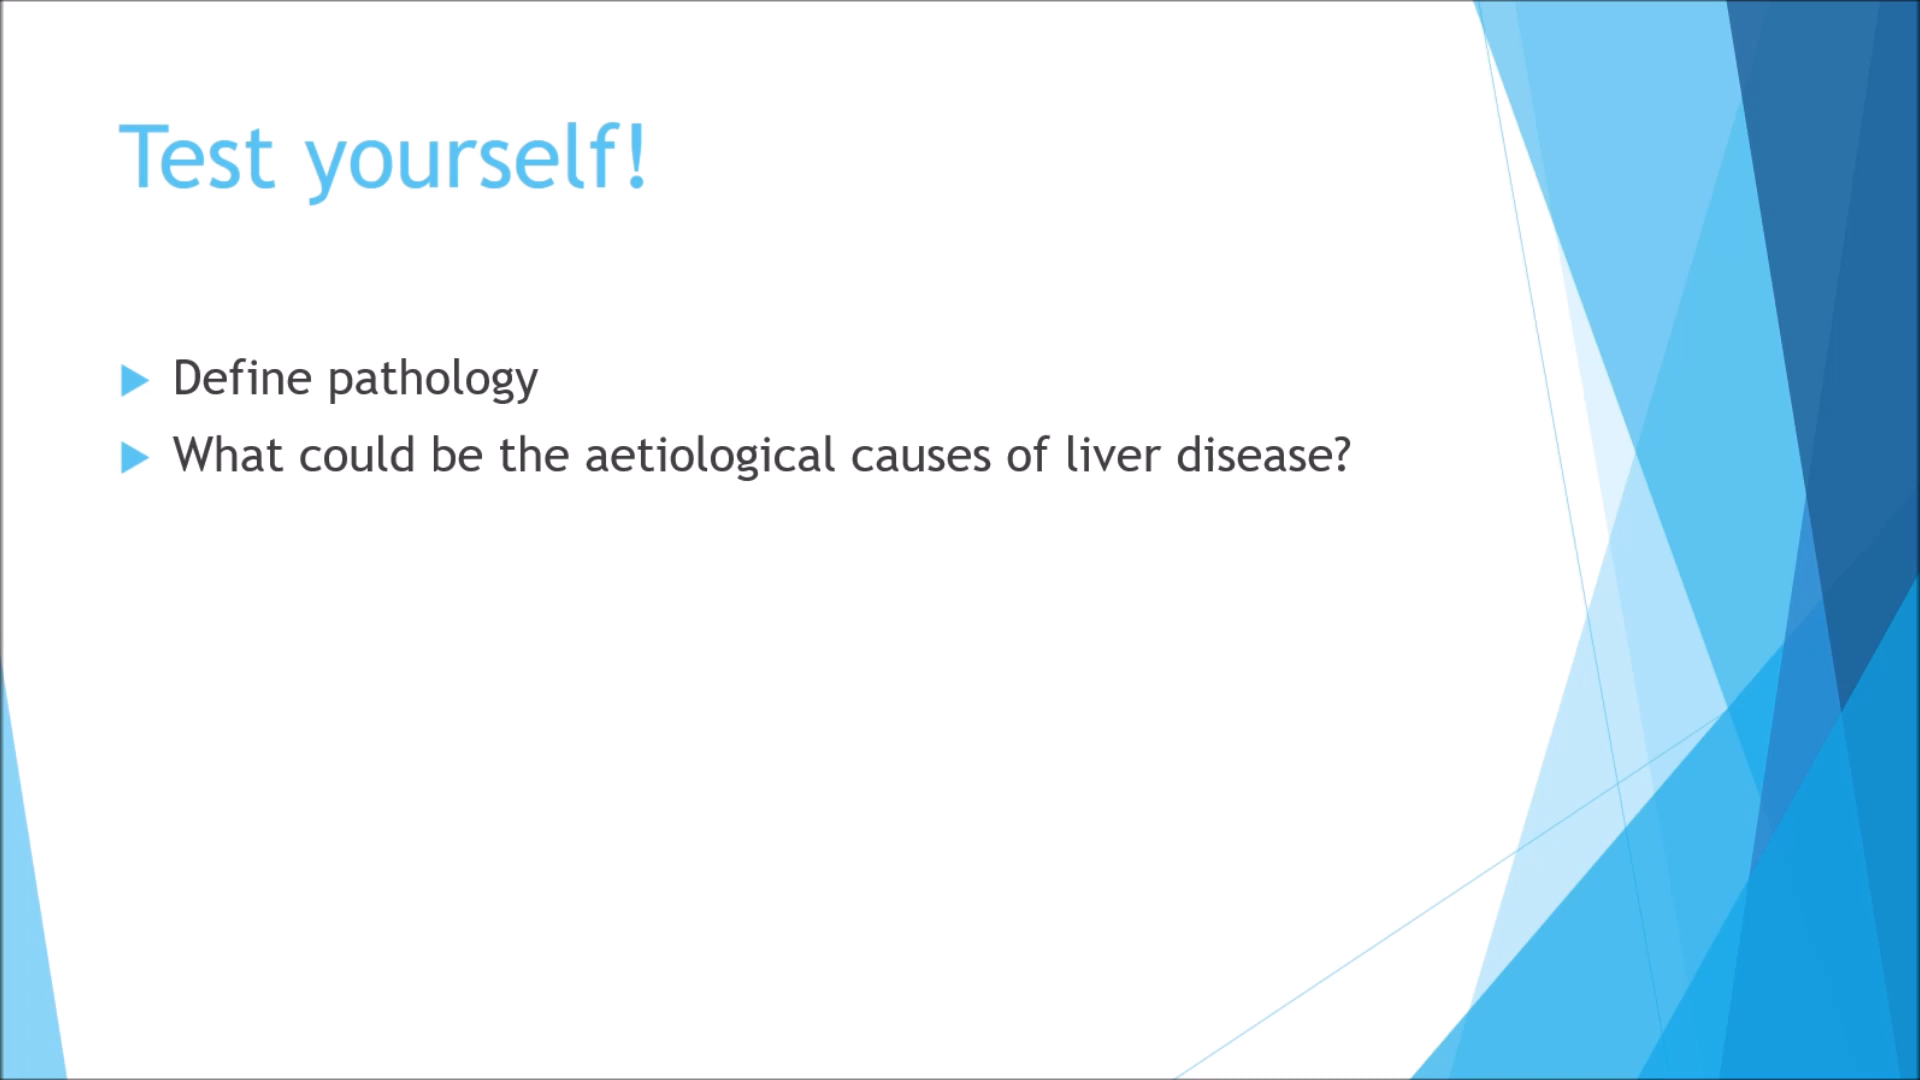 Test yourself!
Define pathology
What could be the aetiological causes of liver disease?